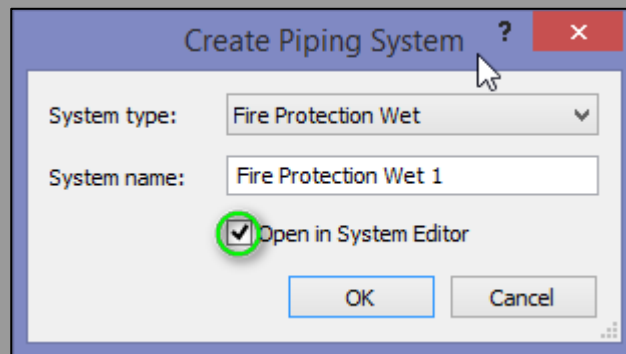 Create Piping System ?
System type: Fire Protection Wet
System name: Fire Protection Wet 1
Open in System Editor
OK Cancel